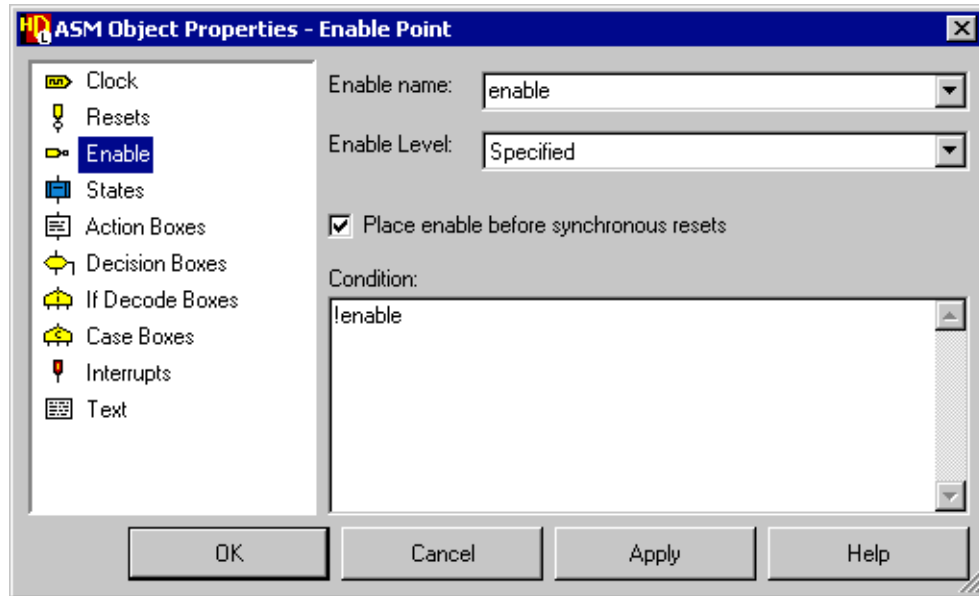 HD L ASM Object Properties - Enable Point
Clock
Resets
Enable
States
Action Boxes
Decision Boxes
If Decode Boxes
Case Boxes
Interrupts
Text
Enable name: enable
Enable Level: Specified
Place enable before synchronous resets
Condition:
!enable
OK Cancel Apply Help